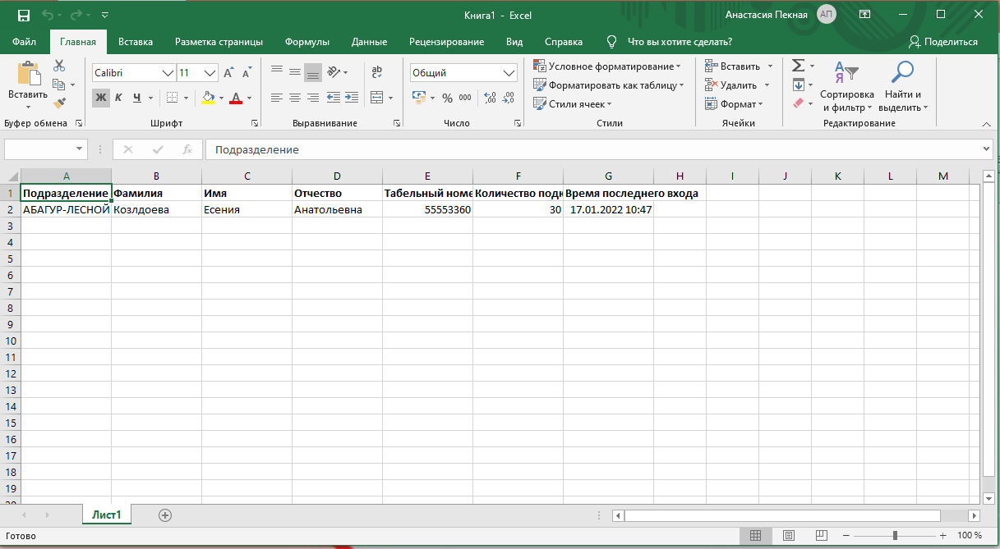 Книга1 - Excel
Анастасия Пекная АП
Файл Главная Вставка Разметка страницы Формулы Данные Рецензирование Вид Справка Что вы хотите сделать? Поделиться
Вставить
Буфер обмена
Calibri 11
Ж К Ч
Шрифт
ab
Выравнивание
Общий
% 000 ,00 ,00
Число
Условное форматирование
Форматировать как таблицу
Стили ячеек
Стили
Вставить
Удалить
Формат
Ячейки
Сортировка и фильтр
Найти и выделить
Редактирование
fx Подразделение
A B C D E F G H I J K L M
1 Подразделение Фамилия Имя Отчество Табельный номе Количество подк Время последнего входа
2 АБАГУР-ЛЕСНОЙ Козлдоева Есения Анатольевна 55553360 30 17.01.2022 10:47
3
4
5
6
7
8
9
10
11
12
13
14
15
16
17
18
19
20
Лист1
Готово
100 %